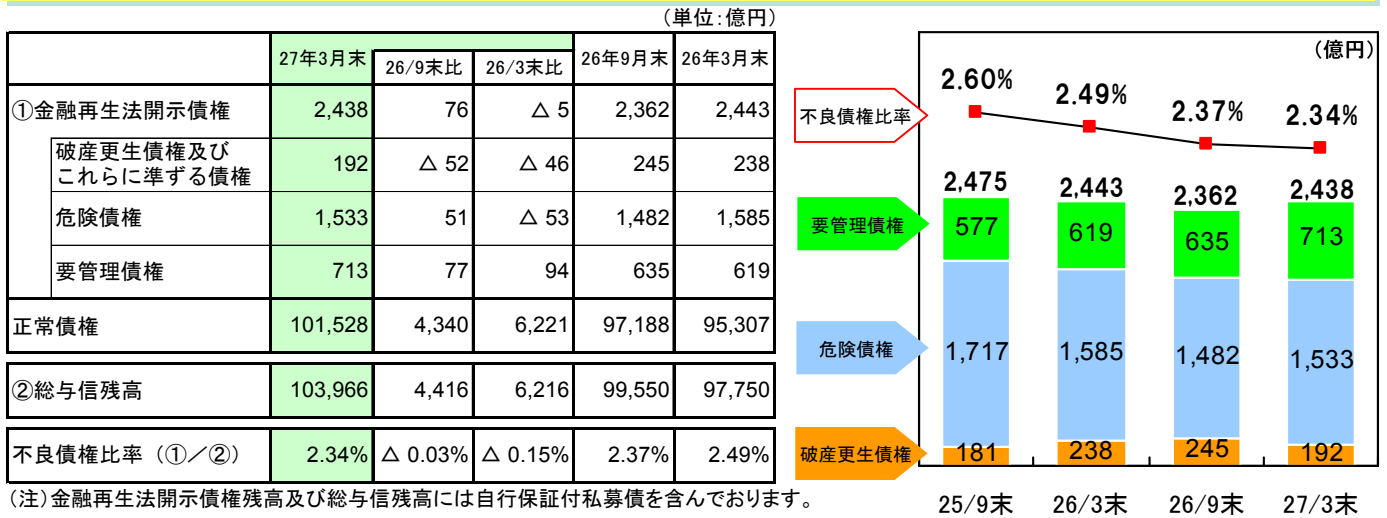 (単位:億円)
27年3月末 26/9末比 26/3末比 26年9月末 26年3月末
①金融再生法開示債権 2,438 76 △ 5 2,362 2,443
破産更生債権及び
これらに準ずる債権 192 △ 52 △ 46 245 238
危険債権 1,533 51 △ 53 1,482 1,585
要管理債権 713 77 94 635 619
正常債権 101,528 4,340 6,221 97,188 95,307
②総与信残高 103,966 4,416 6,216 99,550 97,750
不良債権比率 (①/②) 2.34% △ 0.03% △ 0.15% 2.37% 2.49%
(注)金融再生法開示債権残高及び総与信残高には自行保証付私募債を含んでおります。
(億円)
不良債権比率 2.60% 2.49% 2.37% 2.34%
2,475 2,443 2,362 2,438
要管理債権 577 619 635 713
危険債権 1,717 1,585 1,482 1,533
破産更生債権 181 238 245 192
25/9末 26/3末 26/9末 27/3末